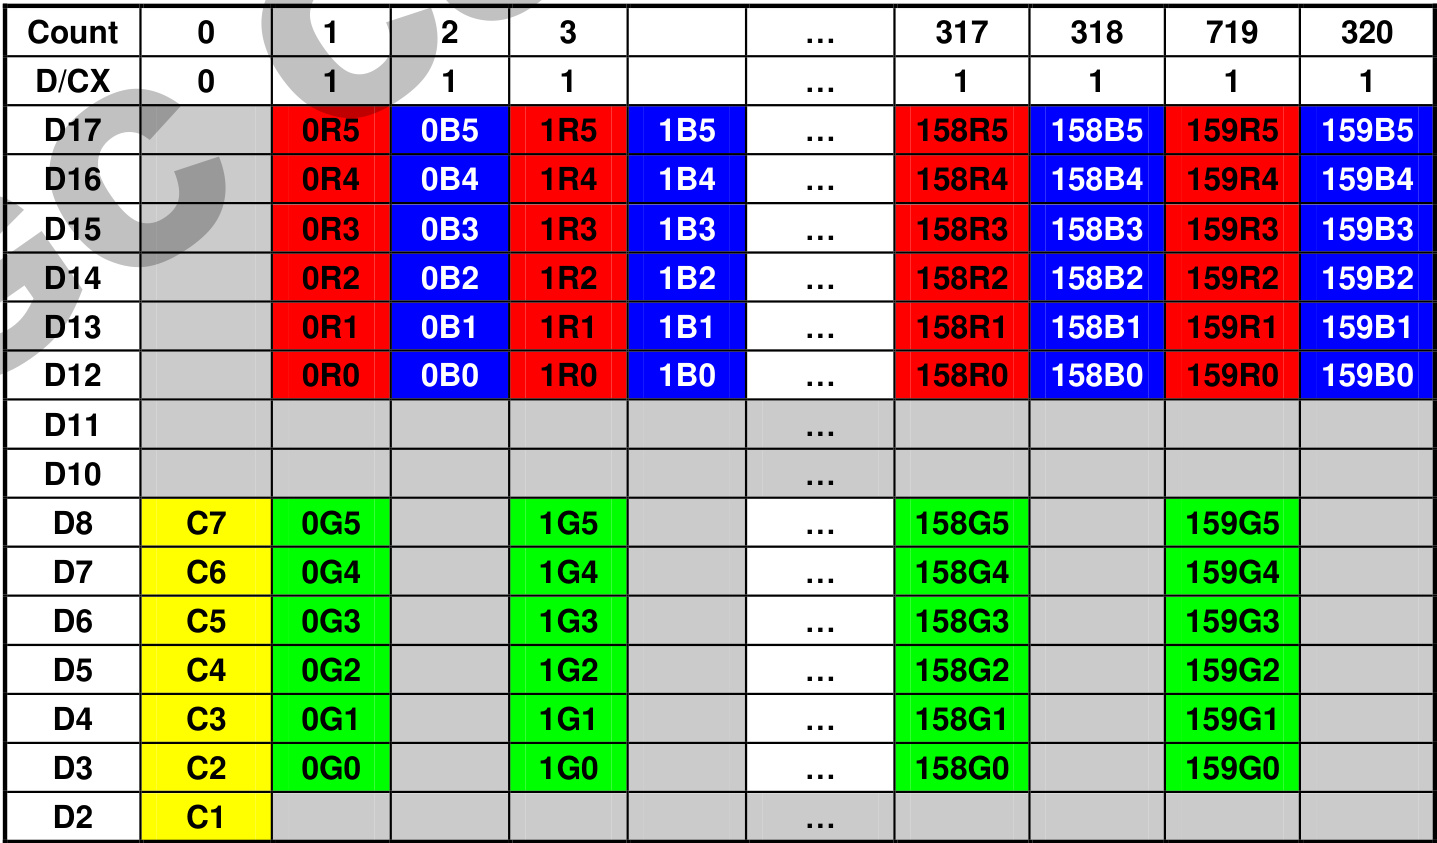 Count 0 1 2 3 ... 317 318 719 320
D/CX 0 1 1 1 ... 1 1 1 1
D17 0R5 0B5 1R5 1B5 ... 158R5 158B5 159R5 159B5
D16 0R4 0B4 1R4 1B4 ... 158R4 158B4 159R4 159B4
D15 0R3 0B3 1R3 1B3 ... 158R3 158B3 159R3 159B3
D14 0R2 0B2 1R2 1B2 ... 158R2 158B2 159R2 159B2
D13 0R1 0B1 1R1 1B1 ... 158R1 158B1 159R1 159B1
D12 0R0 0B0 1R0 1B0 ... 158R0 158B0 159R0 159B0
D11 ...
D10 ...
D8 C7 0G5 1G5 ... 158G5 159G5
D7 C6 0G4 1G4 ... 158G4 159G4
D6 C5 0G3 1G3 ... 158G3 159G3
D5 C4 0G2 1G2 ... 158G2 159G2
D4 C3 0G1 1G1 ... 158G1 159G1
D3 C2 0G0 1G0 ... 158G0 159G0
D2 C1 ...